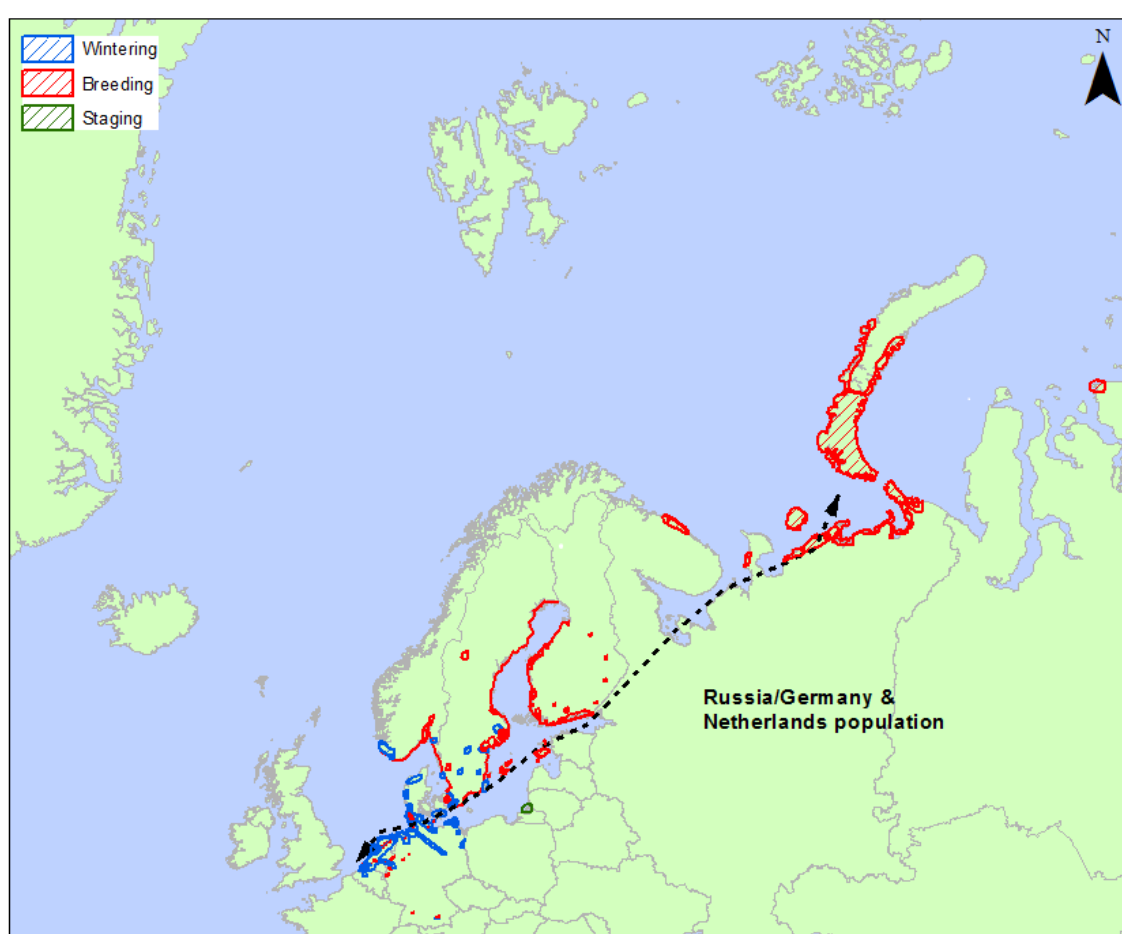 Wintering
Breeding
Staging
N
Russia/Germany &
Netherlands population